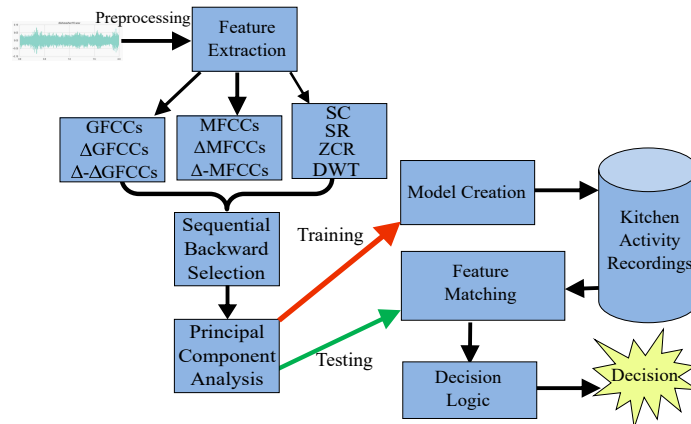 Preprocessing
Feature
Extraction
GFCCs
ΔGFCCs
Δ-ΔGFCCs
MFCCs
ΔMFCCs
Δ-MFCCs
SC
SR
ZCR
DWT
Sequential
Backward
Selection
Principal
Component
Analysis
Training
Testing
Model Creation
Kitchen
Activity
Recordings
Feature
Matching
Decision
Logic
Decision